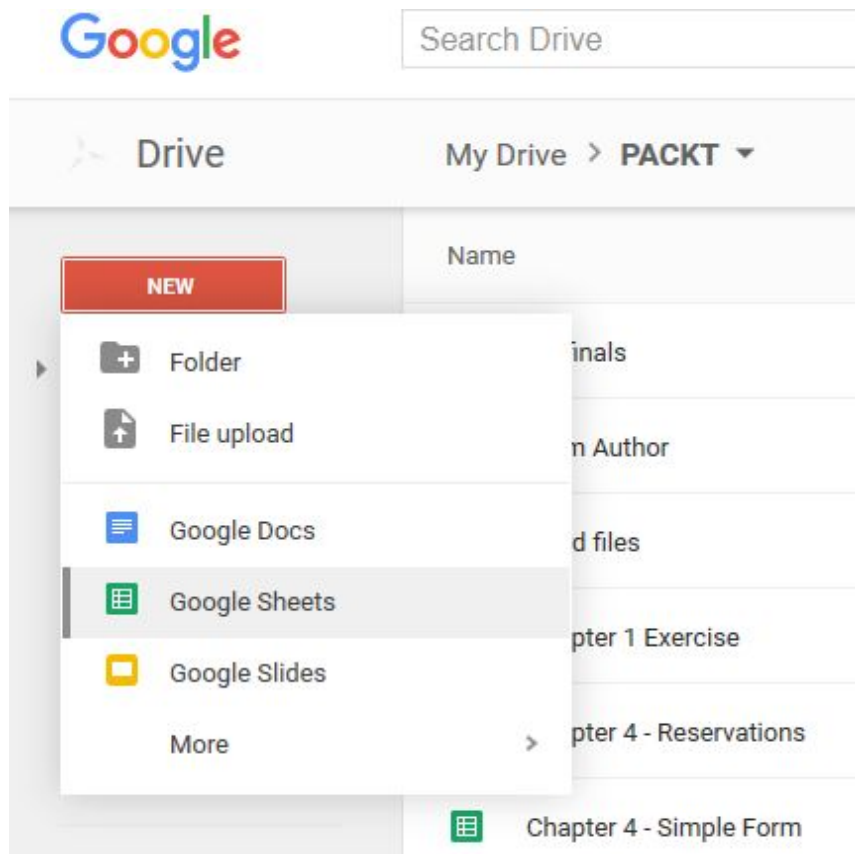 Google
Search Drive
Drive
My Drive > PACKT
NEW
Name
Folder
File upload
Google Docs
Google Sheets
Google Slides
More
inals
m Author
d files
pter 1 Exercise
pter 4 - Reservations
Chapter 4 - Simple Form